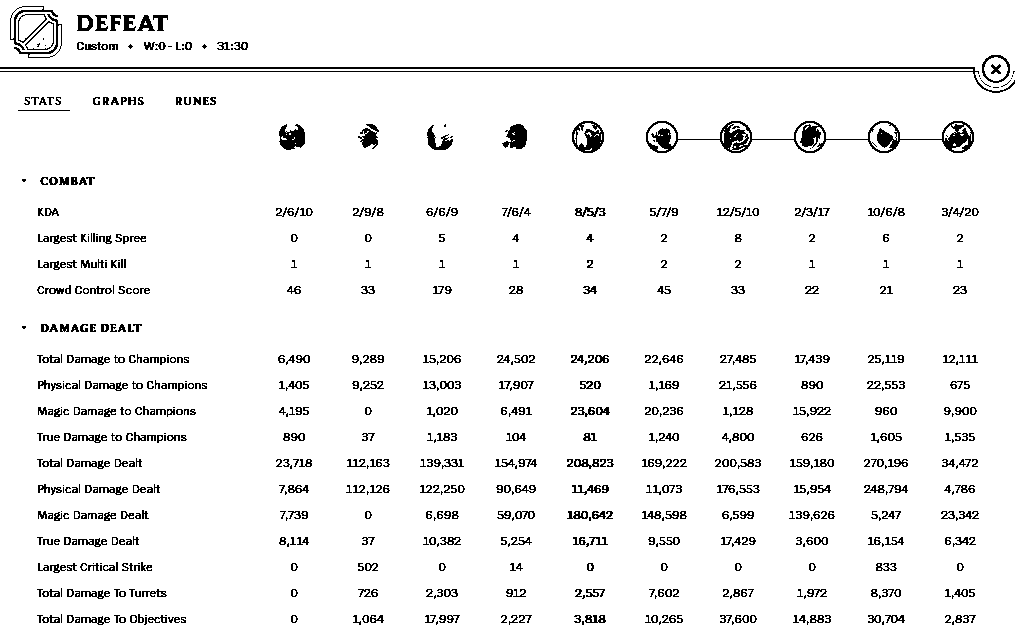 DEFEAT
Custom • W:0 - L:0 • 31:30
STATS GRAPHS RUNES
COMBAT
KDA 2/6/10 2/9/8 6/6/9 7/6/4 8/5/3 5/7/9 12/5/10 2/3/17 10/6/8 3/4/20
Largest Killing Spree 0 0 5 4 4 2 8 2 6 2
Largest Multi Kill 1 1 1 1 2 2 2 1 1 1
Crowd Control Score 46 33 179 28 34 45 33 22 21 23
DAMAGE DEALT
Total Damage to Champions 6,490 9,289 15,206 24,502 24,206 22,646 27,485 17,439 25,119 12,111
Physical Damage to Champions 1,405 9,252 13,003 17,907 520 1,169 21,556 890 22,553 675
Magic Damage to Champions 4,195 0 1,020 6,491 23,604 20,236 1,128 15,922 960 9,900
True Damage to Champions 890 37 1,183 104 81 1,240 4,800 626 1,605 1,535
Total Damage Dealt 23,718 112,163 139,331 154,974 208,823 169,222 200,583 159,180 270,196 34,472
Physical Damage Dealt 7,864 112,126 122,250 90,649 11,469 11,073 176,553 15,954 248,794 4,786
Magic Damage Dealt 7,739 0 6,698 59,070 180,642 148,598 6,599 139,626 5,247 23,342
True Damage Dealt 8,114 37 10,382 5,254 16,711 9,550 17,429 3,600 16,154 6,342
Largest Critical Strike 0 502 0 14 0 0 0 0 833 0
Total Damage To Turrets 0 726 2,303 912 2,557 7,602 2,867 1,972 8,370 1,405
Total Damage To Objectives 0 1,064 17,997 2,227 3,818 10,265 37,600 14,883 30,704 2,837